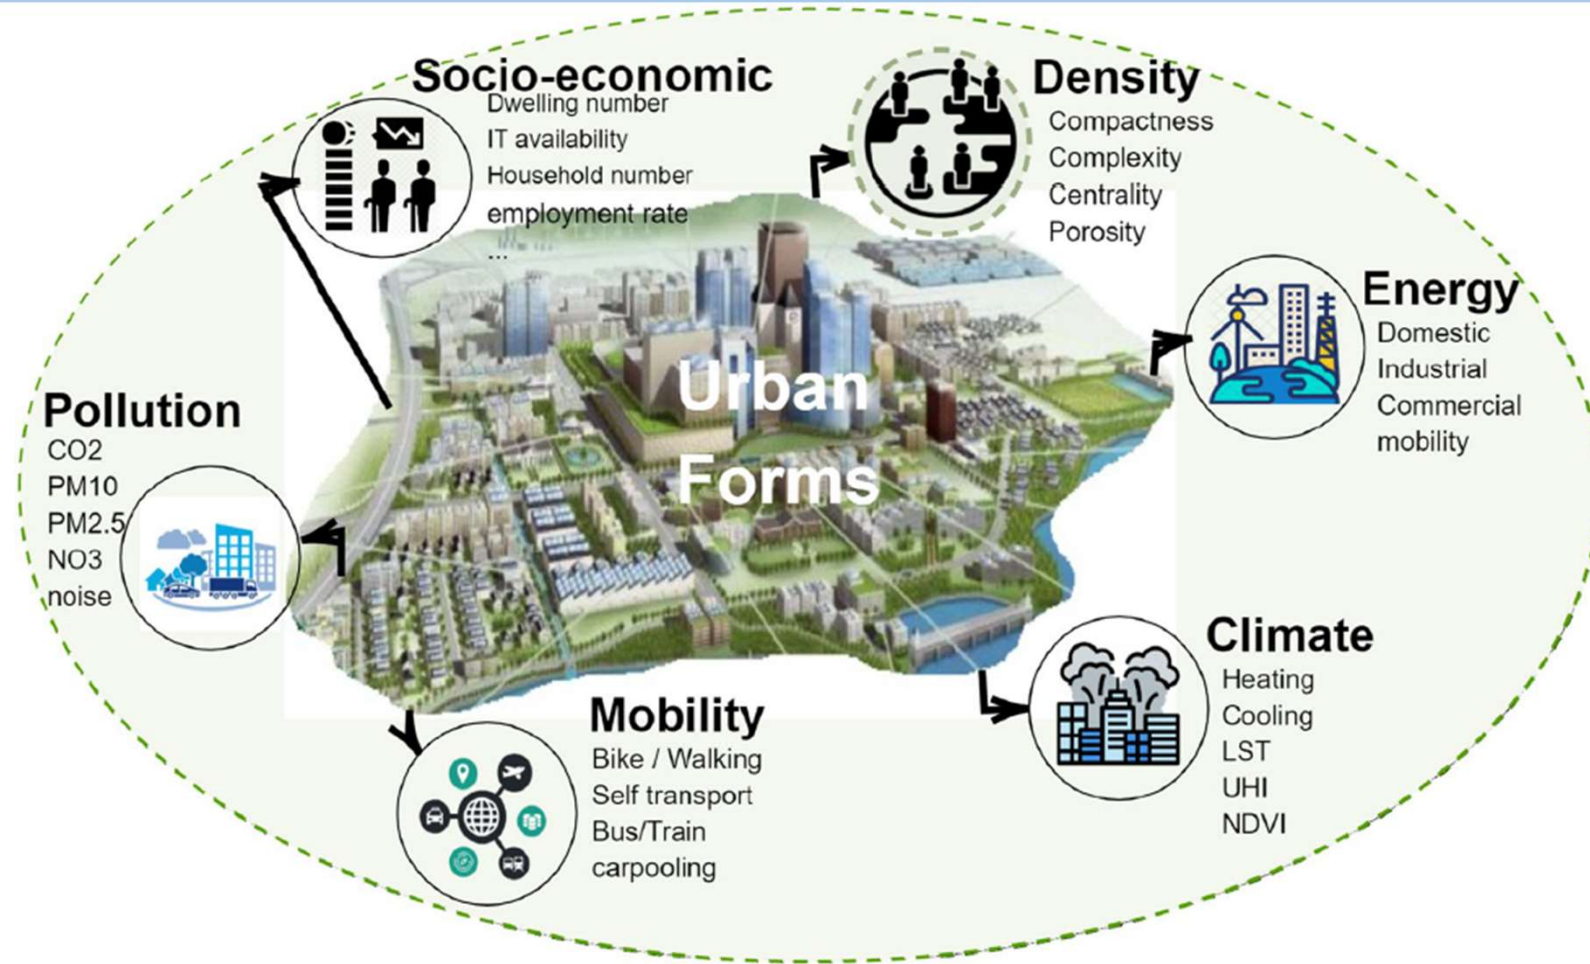 Socio-economic
Dwelling number
IT availability
Household number
employment rate
...
Density
Compactness
Complexity
Centrality
Porosity
Energy
Domestic
Industrial
Commercial
mobility
Urban
Forms
Pollution
CO2
PM10
PM2.5
NO3
noise
Climate
Heating
Cooling
LST
UHI
NDVI
Mobility
Bike / Walking
Self transport
Bus/Train
carpooling